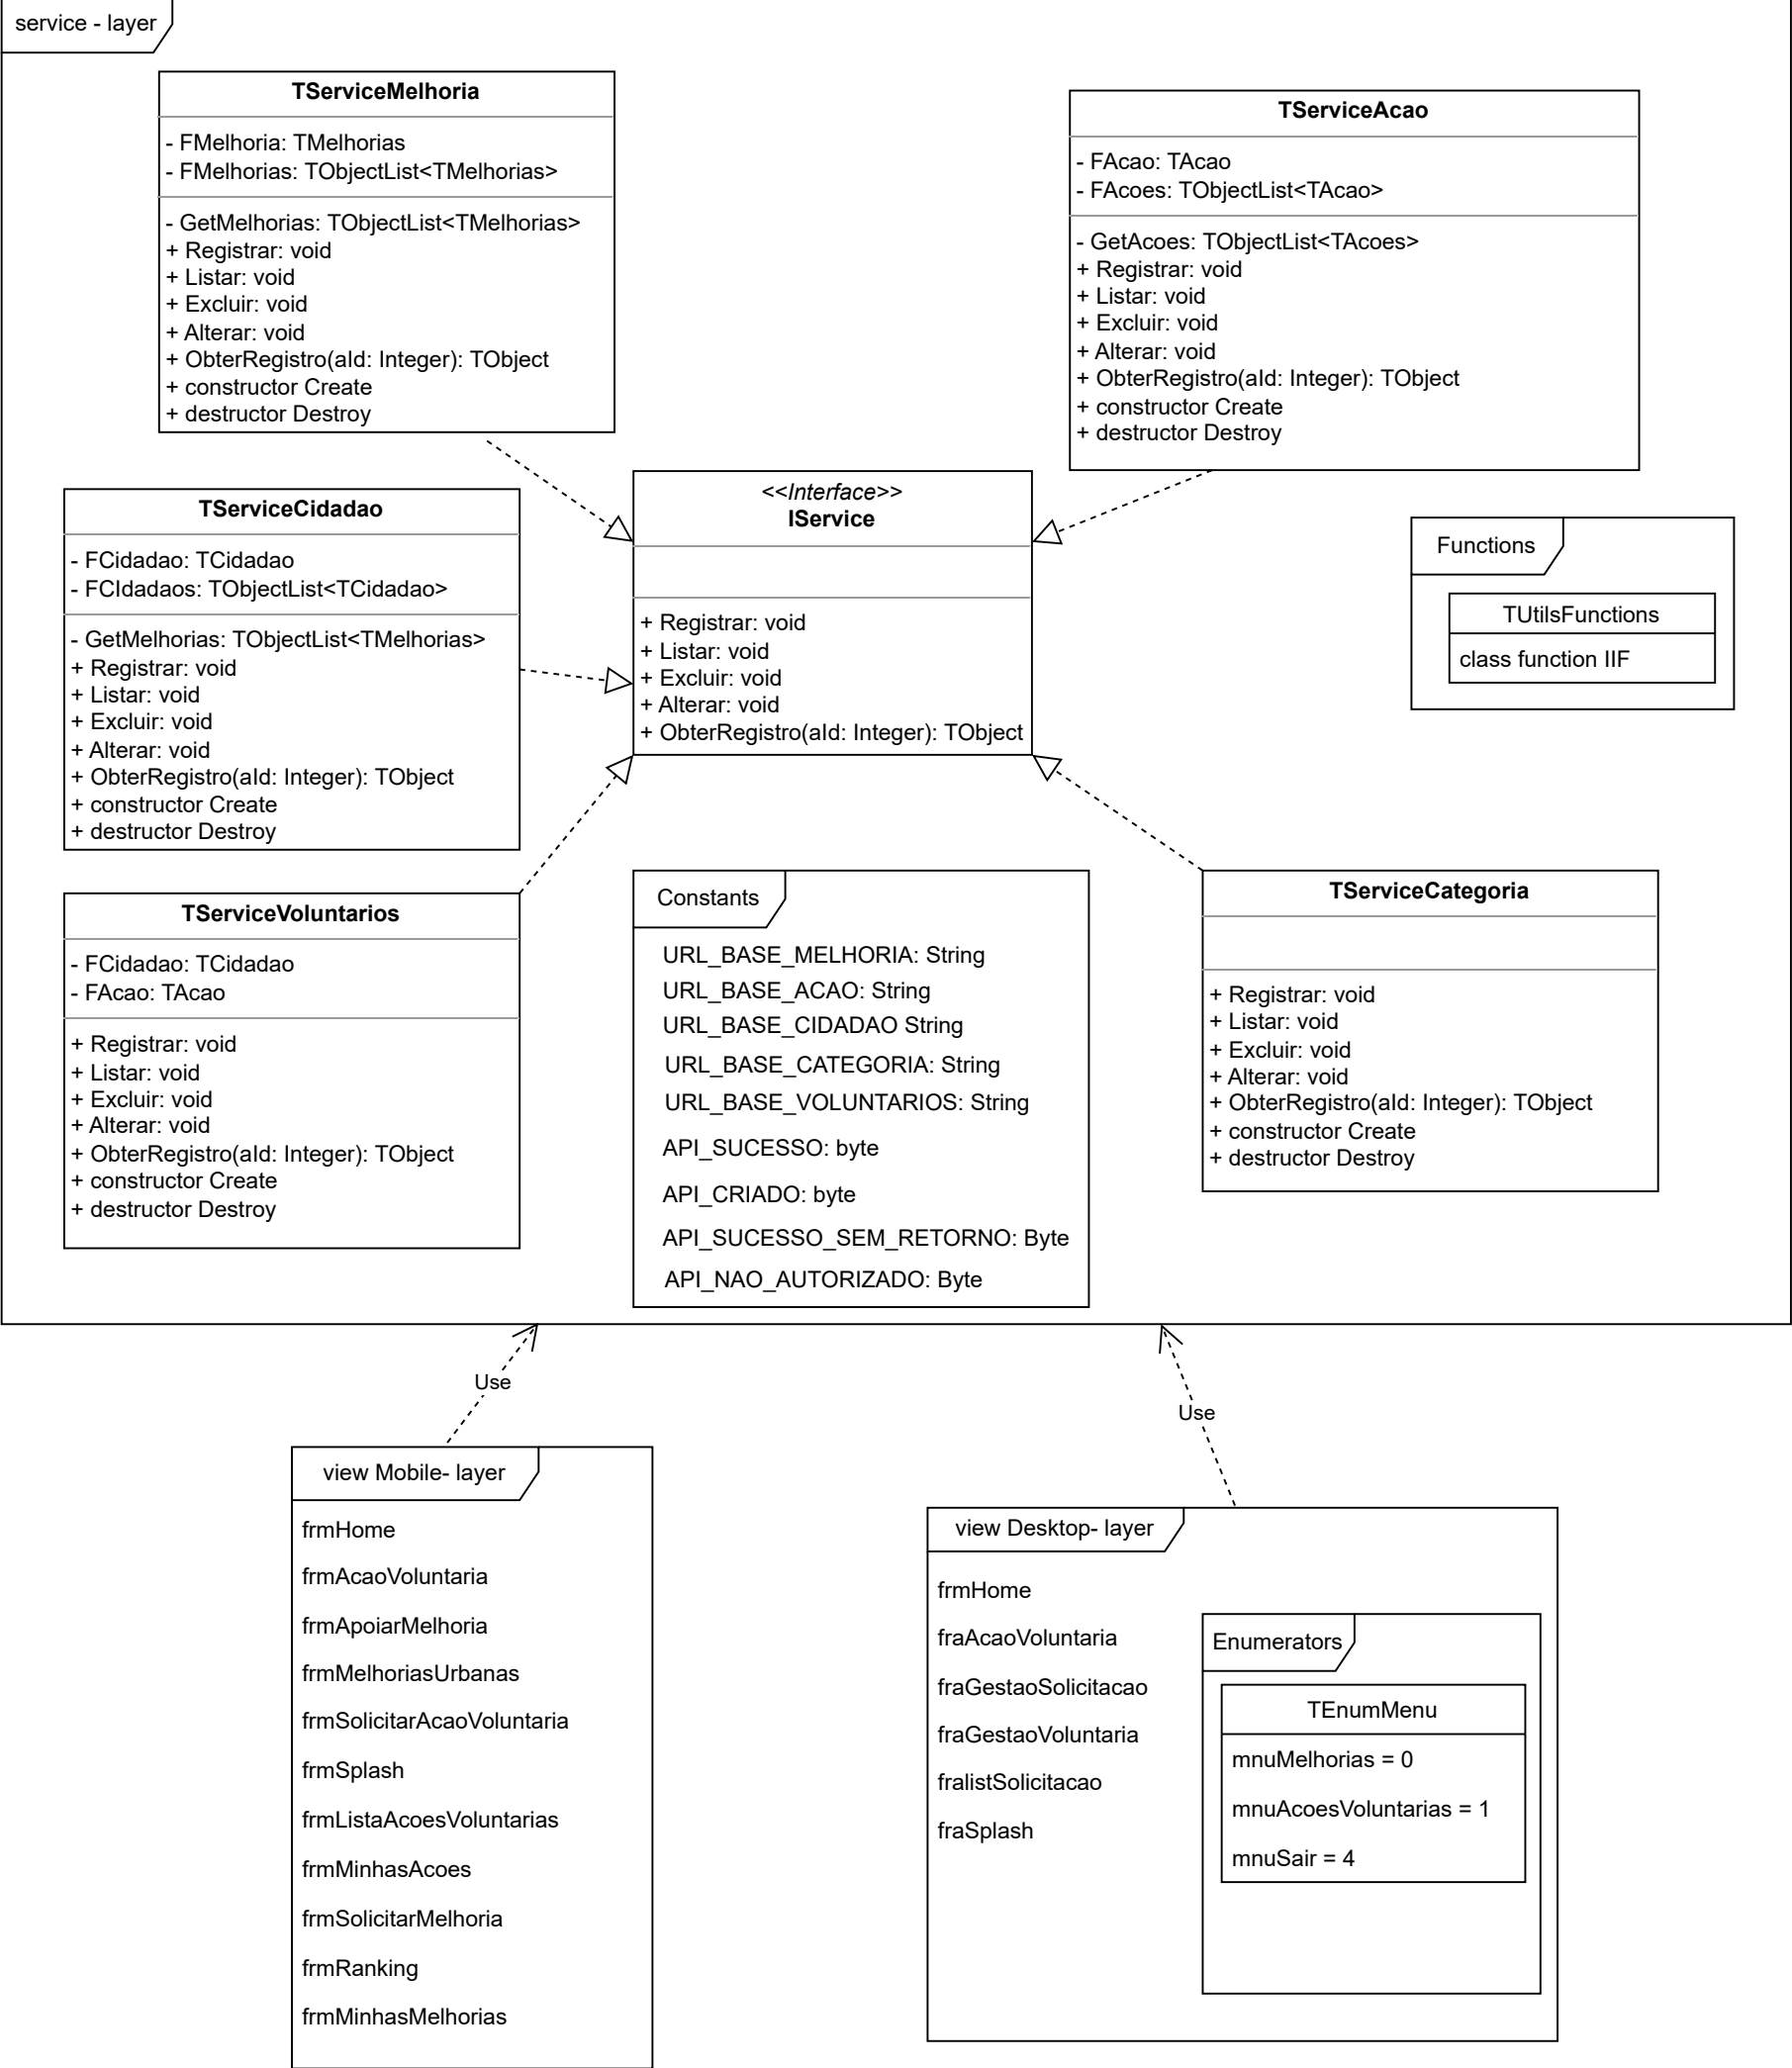 service - layer
TServiceMelhoria
- FMelhoria: TMelhorias
- FMelhorias: TObjectList<TMelhorias>
- GetMelhorias: TObjectList<TMelhorias>
+ Registrar: void
+ Listar: void
+ Excluir: void
+ Alterar: void
+ ObterRegistro(aId: Integer): TObject
+ constructor Create
+ destructor Destroy
TServiceAcao
- FAcao: TAcao
- FAcoes: TObjectList<TAcao>
- GetAcoes: TObjectList<TAcoes>
+ Registrar: void
+ Listar: void
+ Excluir: void
+ Alterar: void
+ ObterRegistro(aId: Integer): TObject
+ constructor Create
+ destructor Destroy
TServiceCidadao
- FCidadao: TCidadao
- FCIdadaos: TObjectList<TCidadao>
- GetMelhorias: TObjectList<TMelhorias>
+ Registrar: void
+ Listar: void
+ Excluir: void
+ Alterar: void
+ ObterRegistro(aId: Integer): TObject
+ constructor Create
+ destructor Destroy
<<Interface>>
IService
+ Registrar: void
+ Listar: void
+ Excluir: void
+ Alterar: void
+ ObterRegistro(aId: Integer): TObject
Functions
TUtilsFunctions
class function IIF
TServiceVoluntarios
- FCidadao: TCidadao
- FAcao: TAcao
+ Registrar: void
+ Listar: void
+ Excluir: void
+ Alterar: void
+ ObterRegistro(aId: Integer): TObject
+ constructor Create
+ destructor Destroy
Constants
URL_BASE_MELHORIA: String
URL_BASE_ACAO: String
URL_BASE_CIDADAO String
URL_BASE_CATEGORIA: String
URL_BASE_VOLUNTARIOS: String
API_SUCESSO: byte
API_CRIADO: byte
API_SUCESSO_SEM_RETORNO: Byte
API_NAO_AUTORIZADO: Byte
TServiceCategoria
+ Registrar: void
+ Listar: void
+ Excluir: void
+ Alterar: void
+ ObterRegistro(aId: Integer): TObject
+ constructor Create
+ destructor Destroy
Use
Use
view Mobile- layer
frmHome
frmAcaoVoluntaria
frmApoiarMelhoria
frmMelhoriasUrbanas
frmSolicitarAcaoVoluntaria
frmSplash
frmListaAcoesVoluntarias
frmMinhasAcoes
frmSolicitarMelhoria
frmRanking
frmMinhasMelhorias
view Desktop- layer
frmHome
fraAcaoVoluntaria
fraGestaoSolicitacao
fraGestaoVoluntaria
fralistSolicitacao
fraSplash
Enumerators
TEnumMenu
mnuMelhorias = 0
mnuAcoesVoluntarias = 1
mnuSair = 4